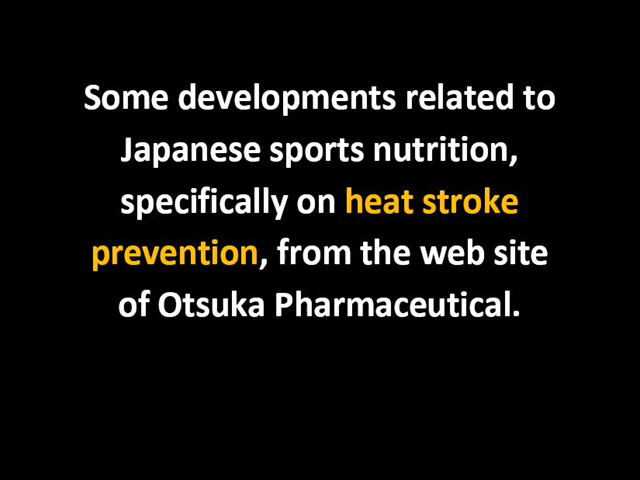 Some developments related to
Japanese sports nutrition,
specifically on heat stroke
prevention, from the web site
of Otsuka Pharmaceutical.